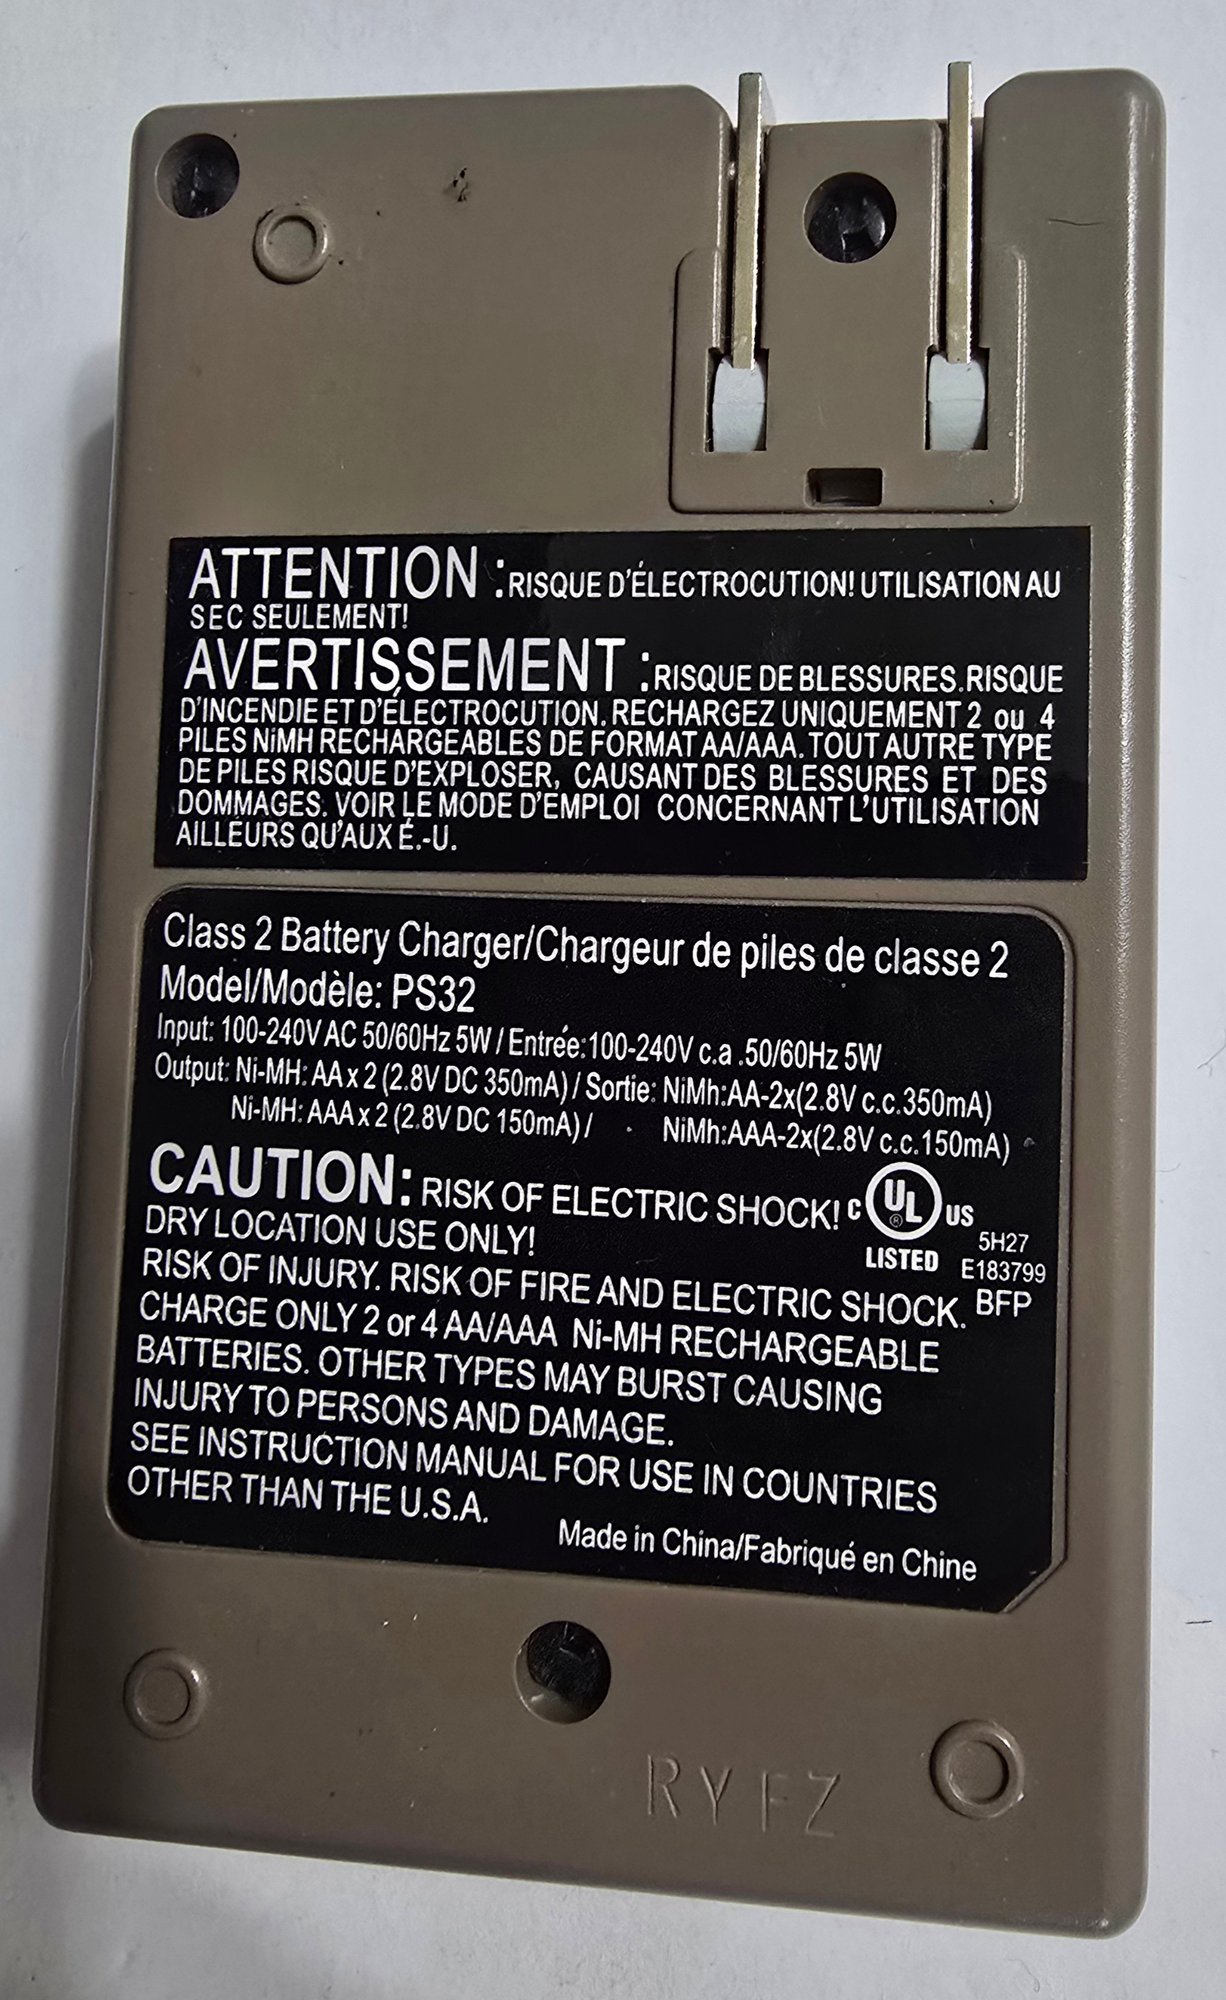 ATTENTION : RISQUE D'ÉLECTROCUTION! UTILISATION AU
SEC SEULEMENT!
AVERTISSEMENT : RISQUE DE BLESSURES. RISQUE
D'INCENDIE ET D'ÉLECTROCUTION. RECHARGEZ UNIQUEMENT 2 ou 4
PILES NiMH RECHARGEABLES DE FORMAT AA/AAA. TOUT AUTRE TYPE
DE PILES RISQUE D'EXPLOSER, CAUSANT DES BLESSURES ET DES
DOMMAGES. VOIR LE MODE D'EMPLOI CONCERNANT L'UTILISATION
AILLEURS QU'AUX É.-U.
Class 2 Battery Charger/Chargeur de piles de classe 2
Model/Modèle: PS32
Input: 100-240V AC 50/60Hz 5W / Entrée:100-240V c.a .50/60Hz 5W
Output: Ni-MH: AA x 2 (2.8V DC 350mA) / Sortie: NiMh:AA-2x(2.8V c.c.350mA)
Ni-MH: AAA x 2 (2.8V DC 150mA) / NiMh:AAA-2x(2.8V c.c.150mA)
CAUTION: RISK OF ELECTRIC SHOCK!
DRY LOCATION USE ONLY!
C UL ® US
LISTED
5H27
E183799
BFP
RISK OF INJURY. RISK OF FIRE AND ELECTRIC SHOCK.
CHARGE ONLY 2 or 4 AA/AAA Ni-MH RECHARGEABLE
BATTERIES. OTHER TYPES MAY BURST CAUSING
INJURY TO PERSONS AND DAMAGE.
SEE INSTRUCTION MANUAL FOR USE IN COUNTRIES
OTHER THAN THE U.S.A.
Made in China/Fabriqué en Chine
RYFZ